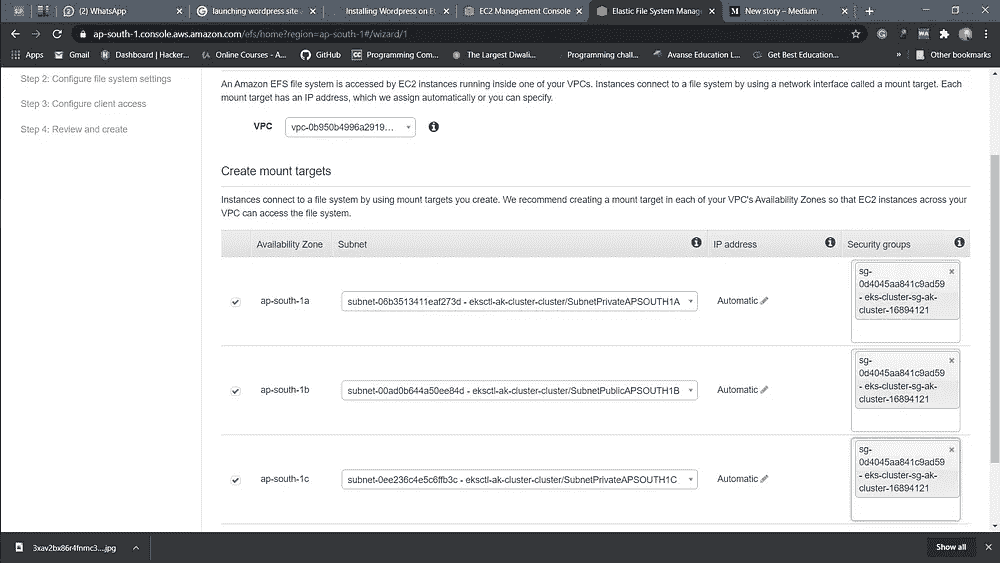 (2) WhatsApp
launching wordpress site
Installing Wordpress on E
EC2 Management Console
Elastic File System Manag
New story – Medium
ap-south-1.console.aws.amazon.com/efs/home?region=ap-south-1#/wizard/1
Apps
Gmail
Dashboard | Hacker...
Online Courses - A...
GitHub
Programming Com...
The Largest Diwali...
Programming chall...
Avanse Education L...
Get Best Education...
Other bookmarks
Step 2: Configure file system settings
Step 3: Configure client access
Step 4: Review and create
An Amazon EFS file system is accessed by EC2 instances running inside one of your VPCs. Instances connect to a file system by using a network interface called a mount target. Each
mount target has an IP address, which we assign automatically or you can specify.
VPC
vpc-0b950b4996a2919...
Create mount targets
Instances connect to a file system by using mount targets you create. We recommend creating a mount target in each of your VPC's Availability Zones so that EC2 instances across your
VPC can access the file system.
Availability Zone Subnet IP address Security groups
ap-south-1a
subnet-06b3513411eaf273d - eksctl-ak-cluster-cluster/SubnetPrivateAPSOUTH1A
Automatic
sg-
0d4045aa841c9ad59
- eks-cluster-sg-ak-
cluster-16894121
ap-south-1b
subnet-00ad0b644a50ee84d - eksctl-ak-cluster-cluster/SubnetPublicAPSOUTH1B
Automatic
sg-
0d4045aa841c9ad59
- eks-cluster-sg-ak-
cluster-16894121
ap-south-1c
subnet-0ee236c4e5c6ffb3c - eksctl-ak-cluster-cluster/SubnetPrivateAPSOUTH1C
Automatic
sg-
0d4045aa841c9ad59
- eks-cluster-sg-ak-
cluster-16894121
3xav2bx86r4fnmc3....jpg
Show all